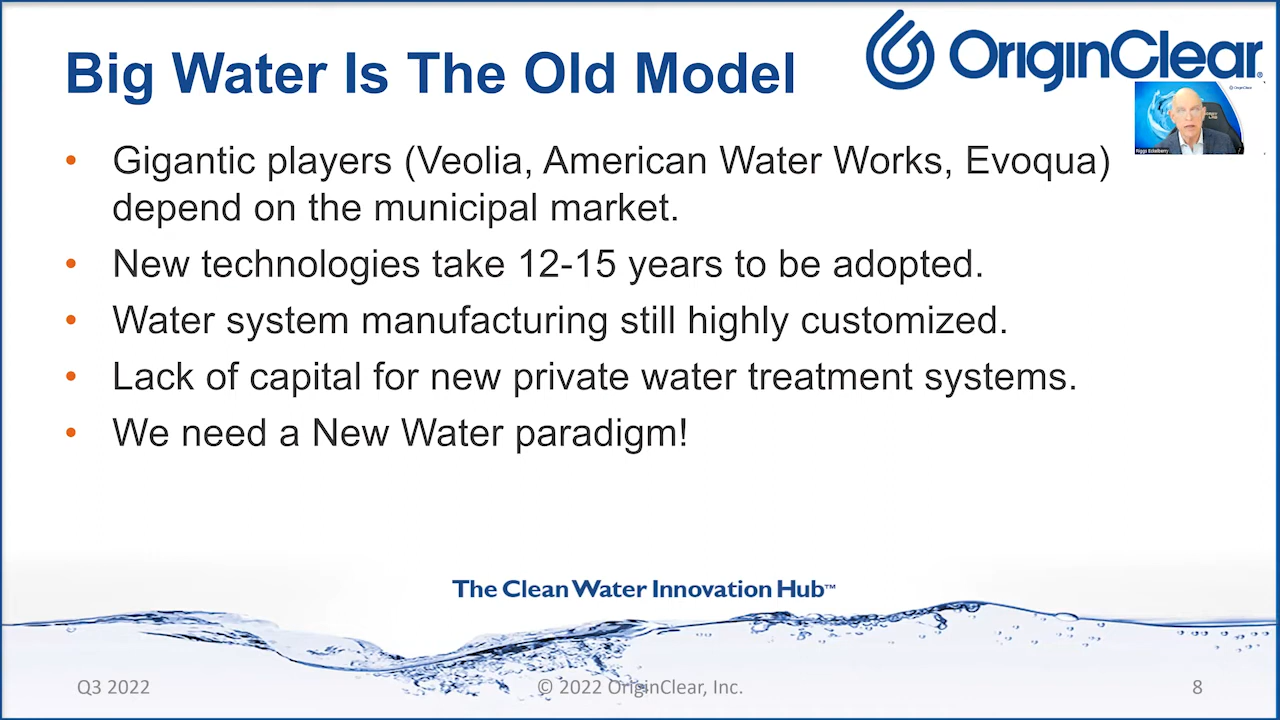 Big Water Is The Old Model
OriginClear®
OriginClear
Riggs Eckelberry
• Gigantic players (Veolia, American Water Works, Evoqua)
depend on the municipal market.
• New technologies take 12-15 years to be adopted.
• Water system manufacturing still highly customized.
• Lack of capital for new private water treatment systems.
• We need a New Water paradigm!
The Clean Water Innovation Hub™
Q3 2022
© 2022 OriginClear, Inc.
8